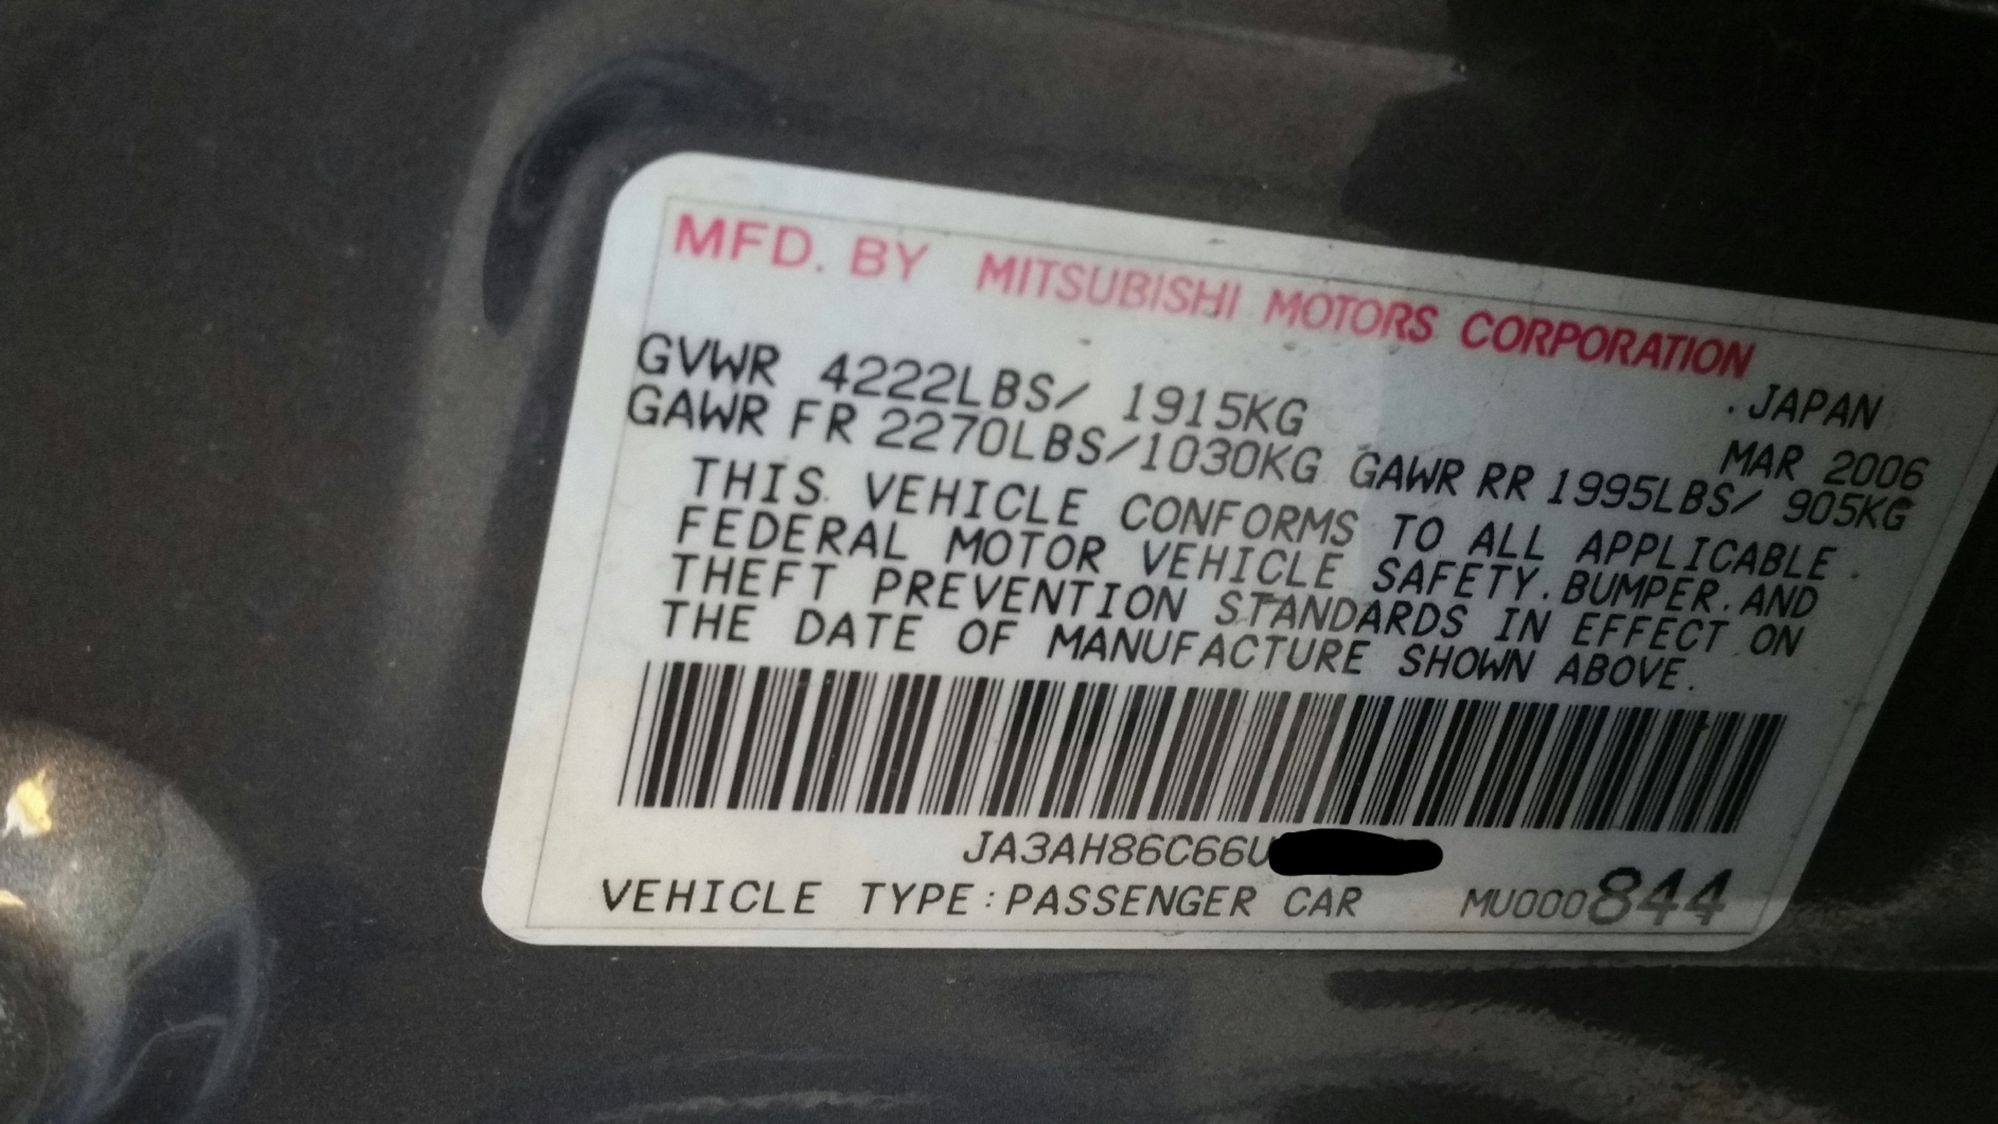 MFD. BY MITSUBISHI MOTORS CORPORATION
JAPAN
GVWR 4222LBS/ 1915KG MAR 2006
GAWR FR 2270LBS/1030KG GAWR RR 1995LBS/ 905KG
THIS VEHICLE CONFORMS TO ALL APPLICABLE
FEDERAL MOTOR VEHICLE SAFETY.BUMPER.AND
THEFT PREVENTION STANDARDS IN EFFECT ON
THE DATE OF MANUFACTURE SHOWN ABOVE.
JA3AH86C66U
VEHICLE TYPE:PASSENGER CAR MU000844